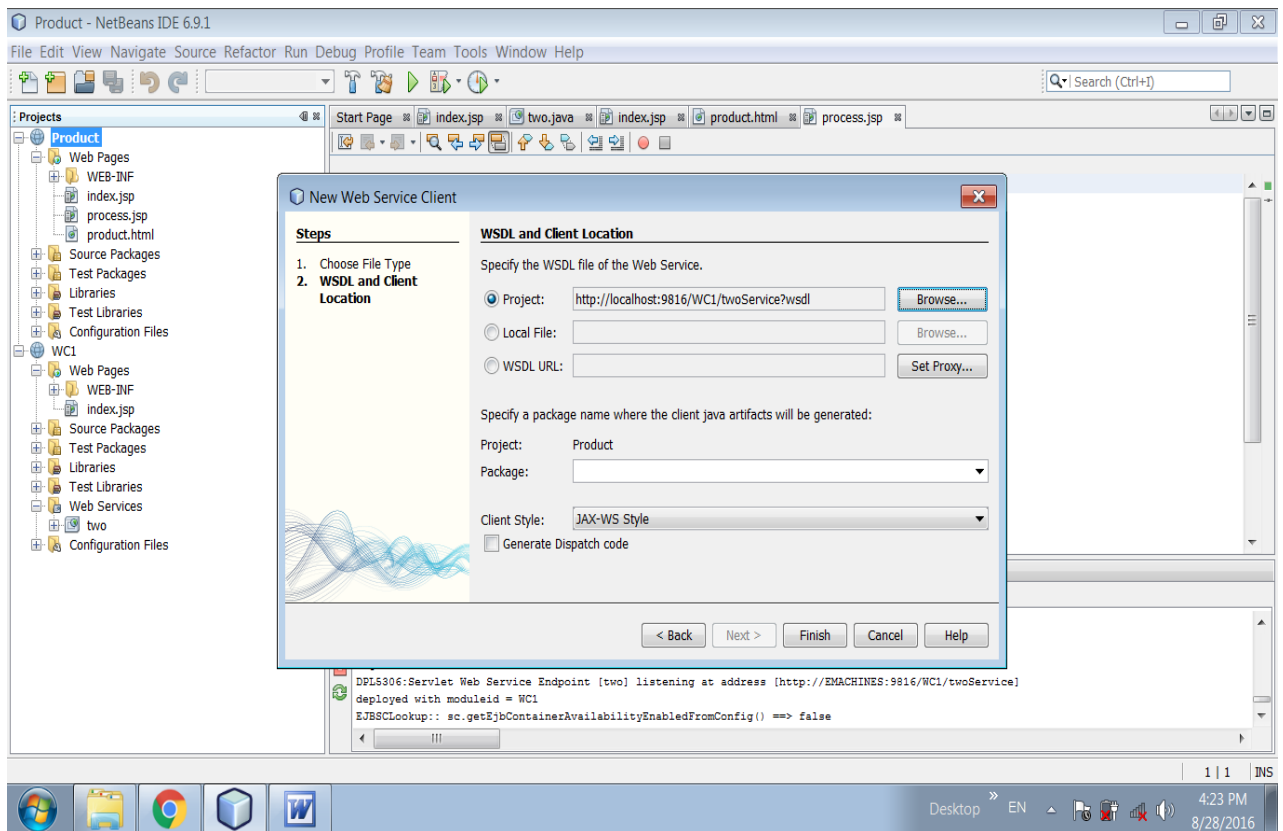 Product - NetBeans IDE 6.9.1
File Edit View Navigate Source Refactor Run Debug Profile Team Tools Window Help
Search (Ctrl+I)
Projects
Start Page index.jsp two.java index.jsp product.html process.jsp
Product
Web Pages
WEB-INF
index.jsp
process.jsp
product.html
Source Packages
Test Packages
Libraries
Test Libraries
Configuration Files
WC1
Web Pages
WEB-INF
index.jsp
Source Packages
Test Packages
Libraries
Test Libraries
Web Services
two
Configuration Files
New Web Service Client
Steps
1. Choose File Type
2. WSDL and Client
Location
WSDL and Client Location
Specify the WSDL file of the Web Service.
Project: http://localhost:9816/WC1/twoService?wsdl Browse...
Local File: Browse...
WSDL URL: Set Proxy...
Specify a package name where the client java artifacts will be generated:
Project: Product
Package:
Client Style: JAX-WS Style
Generate Dispatch code
< Back Next > Finish Cancel Help
DPL5306:Servlet Web Service Endpoint [two] listening at address [http://EMACHINES:9816/WC1/twoService]
deployed with moduleid = WC1
EJBSCLookup:: sc.getEjbContainerAvailabilityEnabledFromConfig() ==> false
1 | 1 INS
Desktop » EN 4:23 PM
8/28/2016